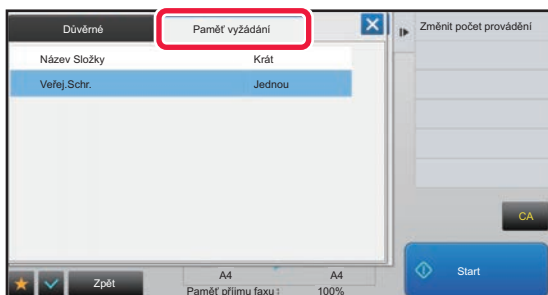 Důvěrné
Paměť vyžádání
Změnit počet provádění
Název Složky Krát
Veřej.Schr. Jednou
CA
Zpět
A4 A4
Paměť příjmu faxu: 100%
Start